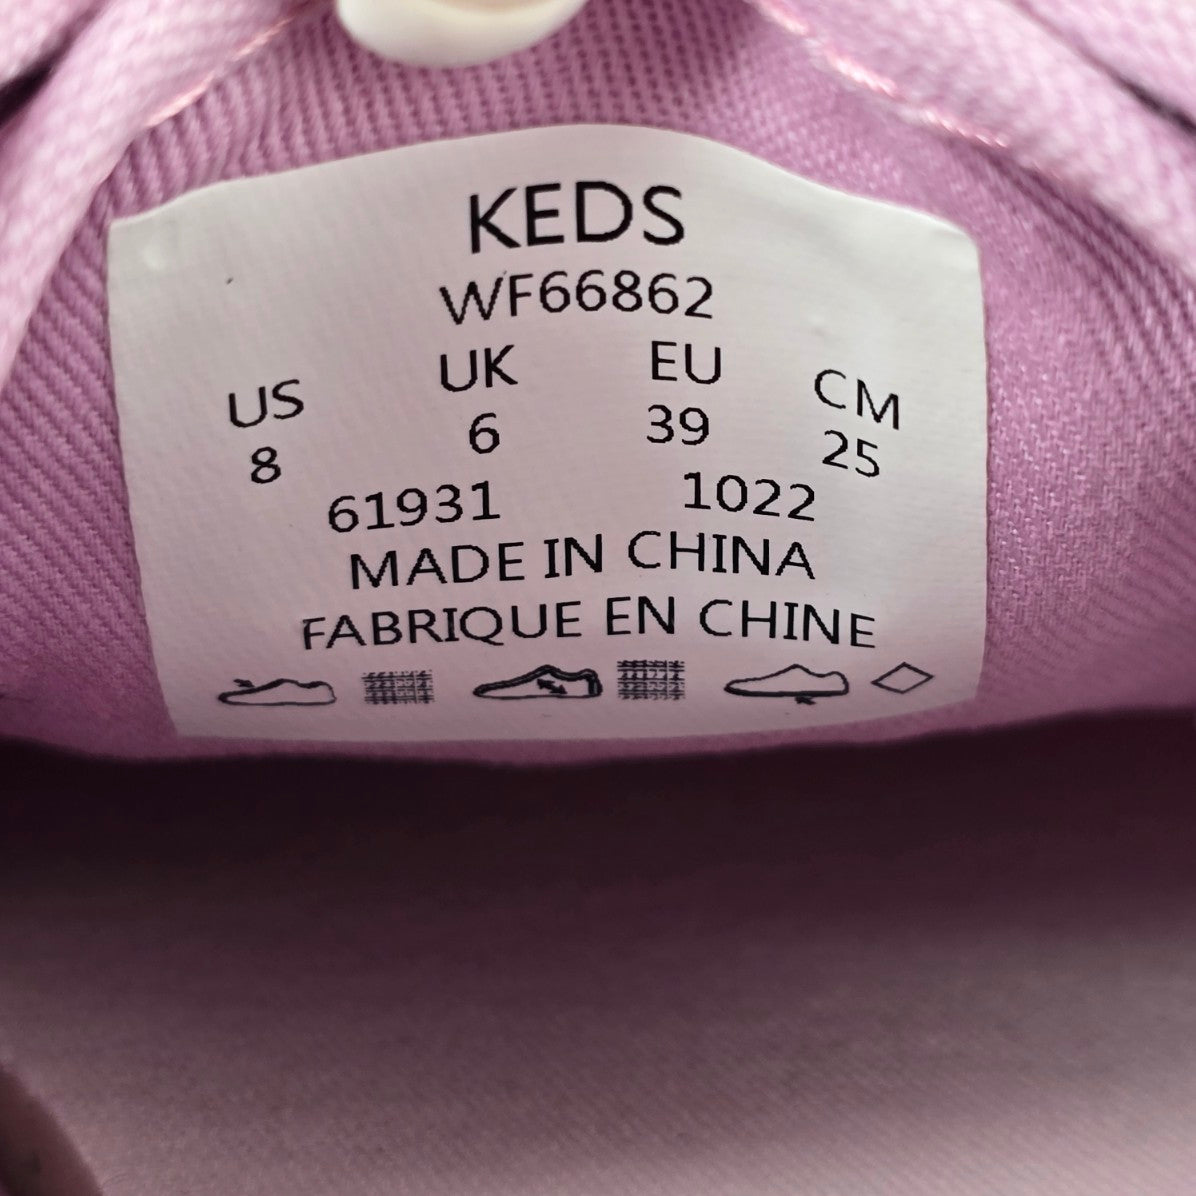 KEDS
WF66862
US UK EU CM
8 6 39 25
61931 1022
MADE IN CHINA
FABRIQUE EN CHINE